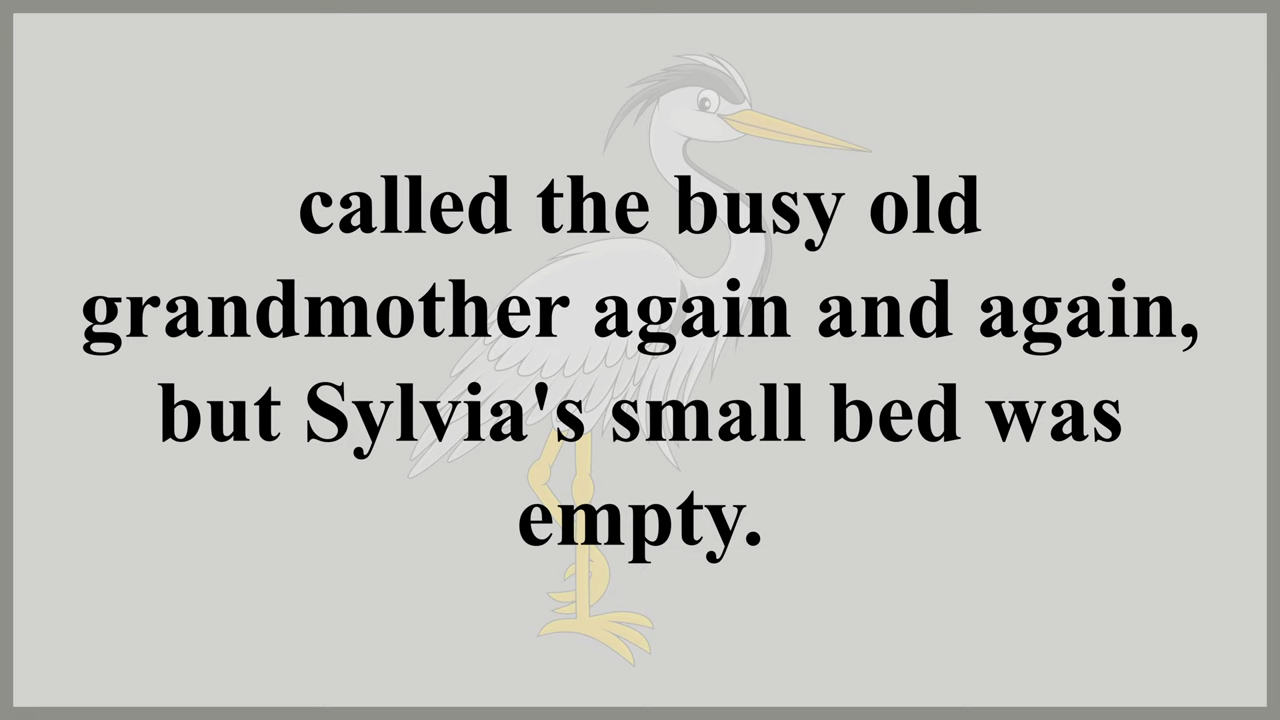 called the busy old
grandmother again and again,
but Sylvia's small bed was
empty.